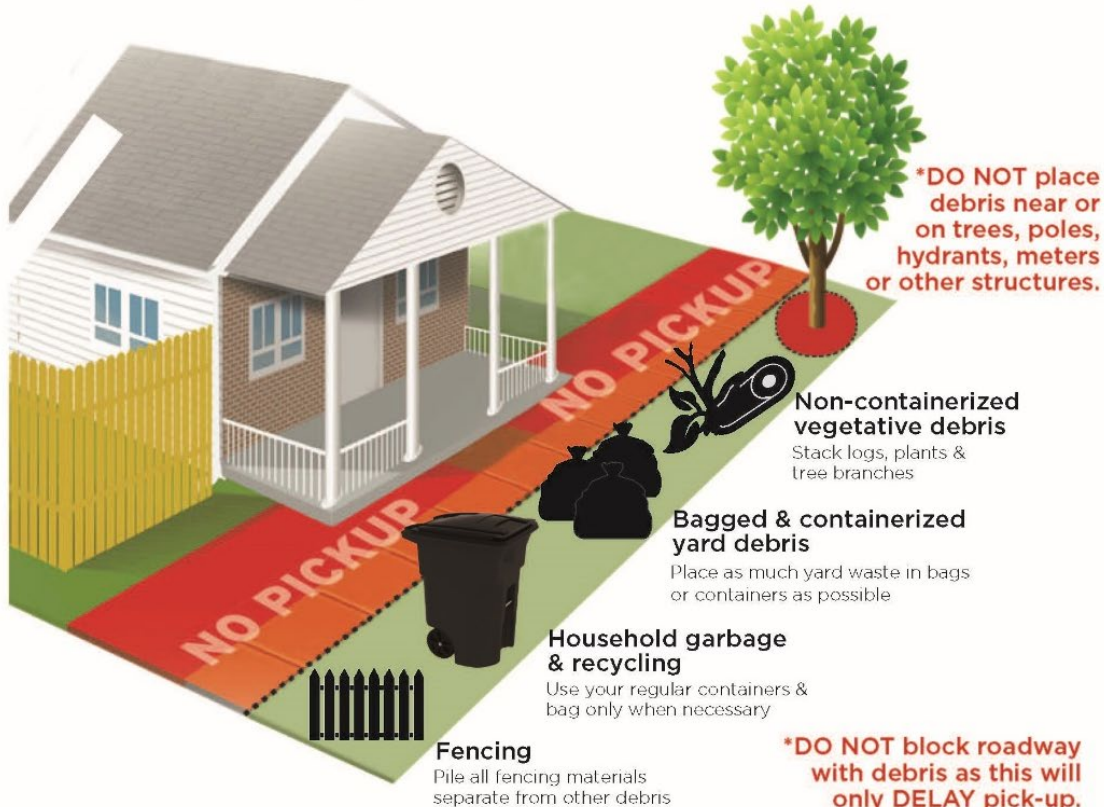 *DO NOT place
debris near or
on trees, poles,
hydrants, meters
or other structures.
NO PICKUP
NO PICKUP
Non-containerized
vegetative debris
Stack logs, plants &
tree branches
Bagged & containerized
yard debris
Place as much yard waste in bags
or containers as possible
Household garbage
& recycling
Use your regular containers &
bag only when necessary
Fencing
Pile all fencing materials
separate from other debris
*DO NOT block roadway
with debris as this will
only DELAY pick-up.